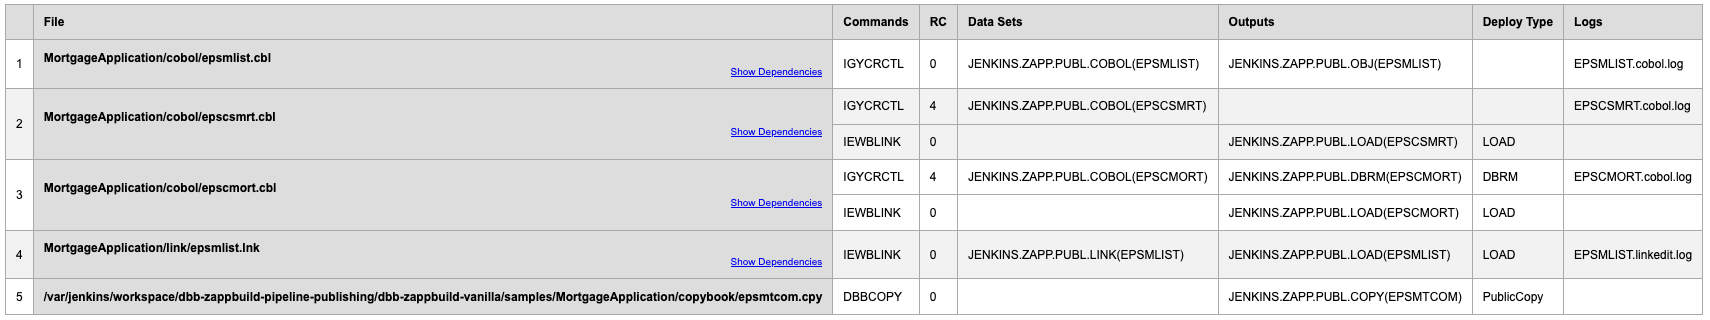 File Commands RC Data Sets Outputs Deploy Type Logs
1 MortgageApplication/cobol/epsmlist.cbl
Show Dependencies
IGYCRCTL 0 JENKINS.ZAPP.PUBL.COBOL(EPSMLIST) JENKINS.ZAPP.PUBL.OBJ(EPSMLIST) EPSMLIST.cobol.log
2 MortgageApplication/cobol/epscsmrt.cbl
Show Dependencies
IGYCRCTL 4 JENKINS.ZAPP.PUBL.COBOL(EPSCSMRT) EPSCSMRT.cobol.log
IEWBLINK 0 JENKINS.ZAPP.PUBL.LOAD(EPSCSMRT) LOAD
3 MortgageApplication/cobol/epscmort.cbl
Show Dependencies
IGYCRCTL 4 JENKINS.ZAPP.PUBL.COBOL(EPSCMORT) JENKINS.ZAPP.PUBL.DBRM(EPSCMORT) DBRM EPSCMORT.cobol.log
IEWBLINK 0 JENKINS.ZAPP.PUBL.LOAD(EPSCMORT) LOAD
4 MortgageApplication/link/epsmlist.lnk
Show Dependencies
IEWBLINK 0 JENKINS.ZAPP.PUBL.LINK(EPSMLIST) JENKINS.ZAPP.PUBL.LOAD(EPSMLIST) LOAD EPSMLIST.linkedit.log
5 /var/jenkins/workspace/dbb-zappbuild-pipeline-publishing/dbb-zappbuild-vanilla/samples/MortgageApplication/copybook/epsmtcom.cpy DBBCOPY 0 JENKINS.ZAPP.PUBL.COPY(EPSMTCOM) PublicCopy